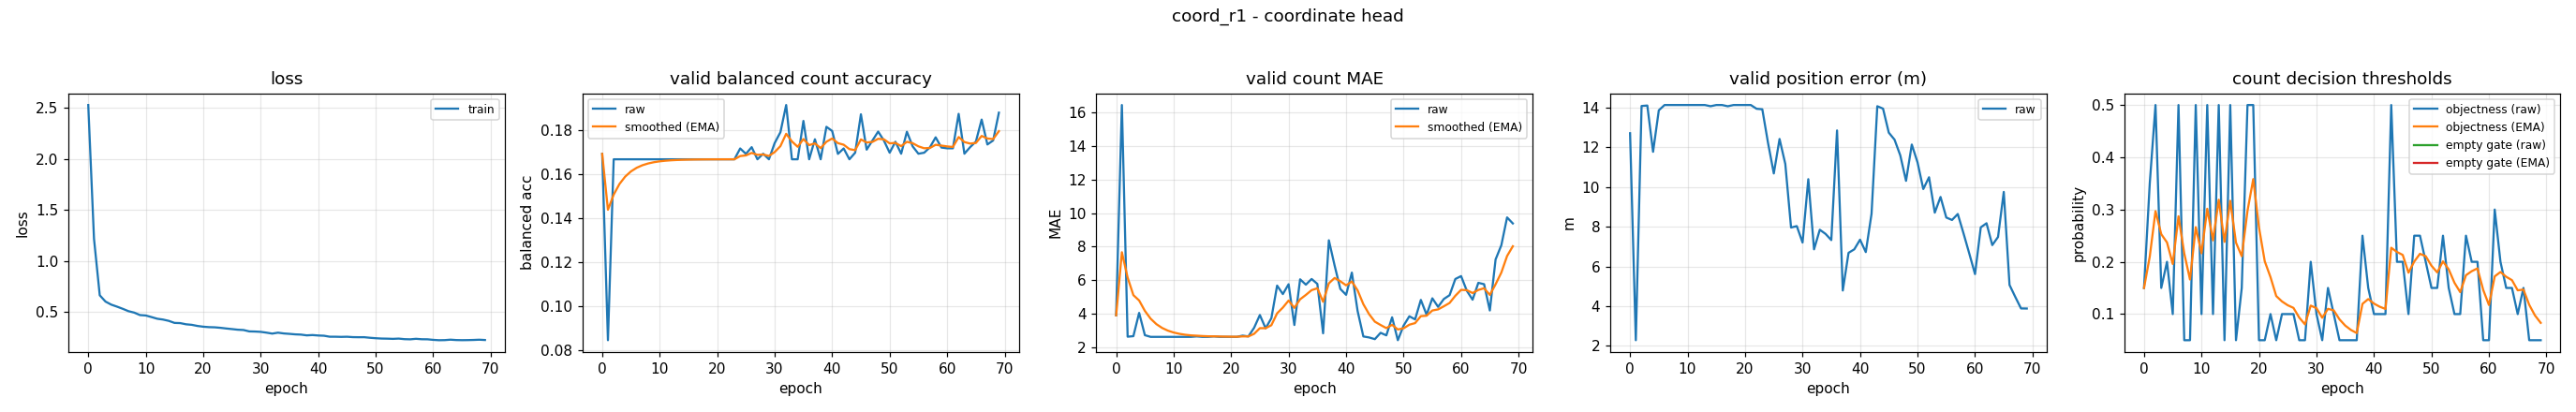 coord_r1 - coordinate head
loss
train
loss
2.5
2.0
1.5
1.0
0.5
0 10 20 30 40 50 60 70
epoch
valid balanced count accuracy
raw
smoothed (EMA)
balanced acc
0.18
0.16
0.14
0.12
0.10
0.08
0 10 20 30 40 50 60 70
epoch
valid count MAE
raw
smoothed (EMA)
MAE
16
14
12
10
8
6
4
2
0 10 20 30 40 50 60 70
epoch
valid position error (m)
raw
m
14
12
10
8
6
4
2
0 10 20 30 40 50 60 70
epoch
count decision thresholds
objectness (raw)
objectness (EMA)
empty gate (raw)
empty gate (EMA)
probability
0.5
0.4
0.3
0.2
0.1
0 10 20 30 40 50 60 70
epoch